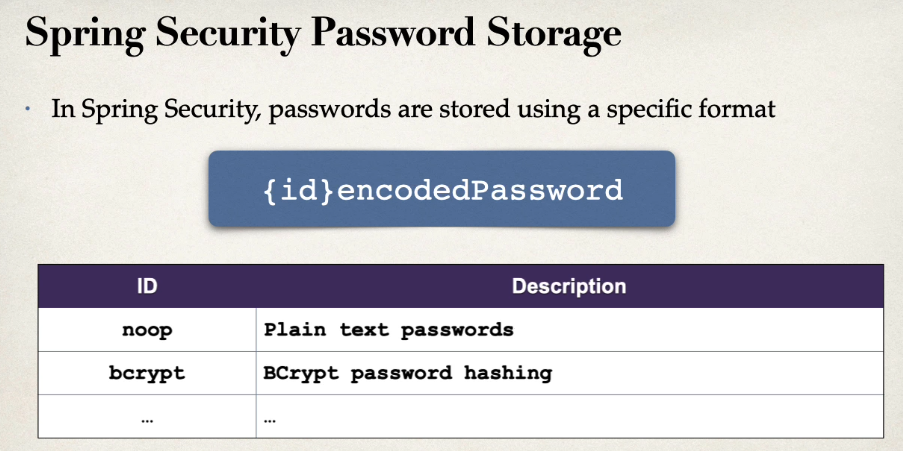 Spring Security Password Storage
• In Spring Security, passwords are stored using a specific format
{id}encodedPassword
ID Description
noop Plain text passwords
bcrypt BCrypt password hashing
... ...